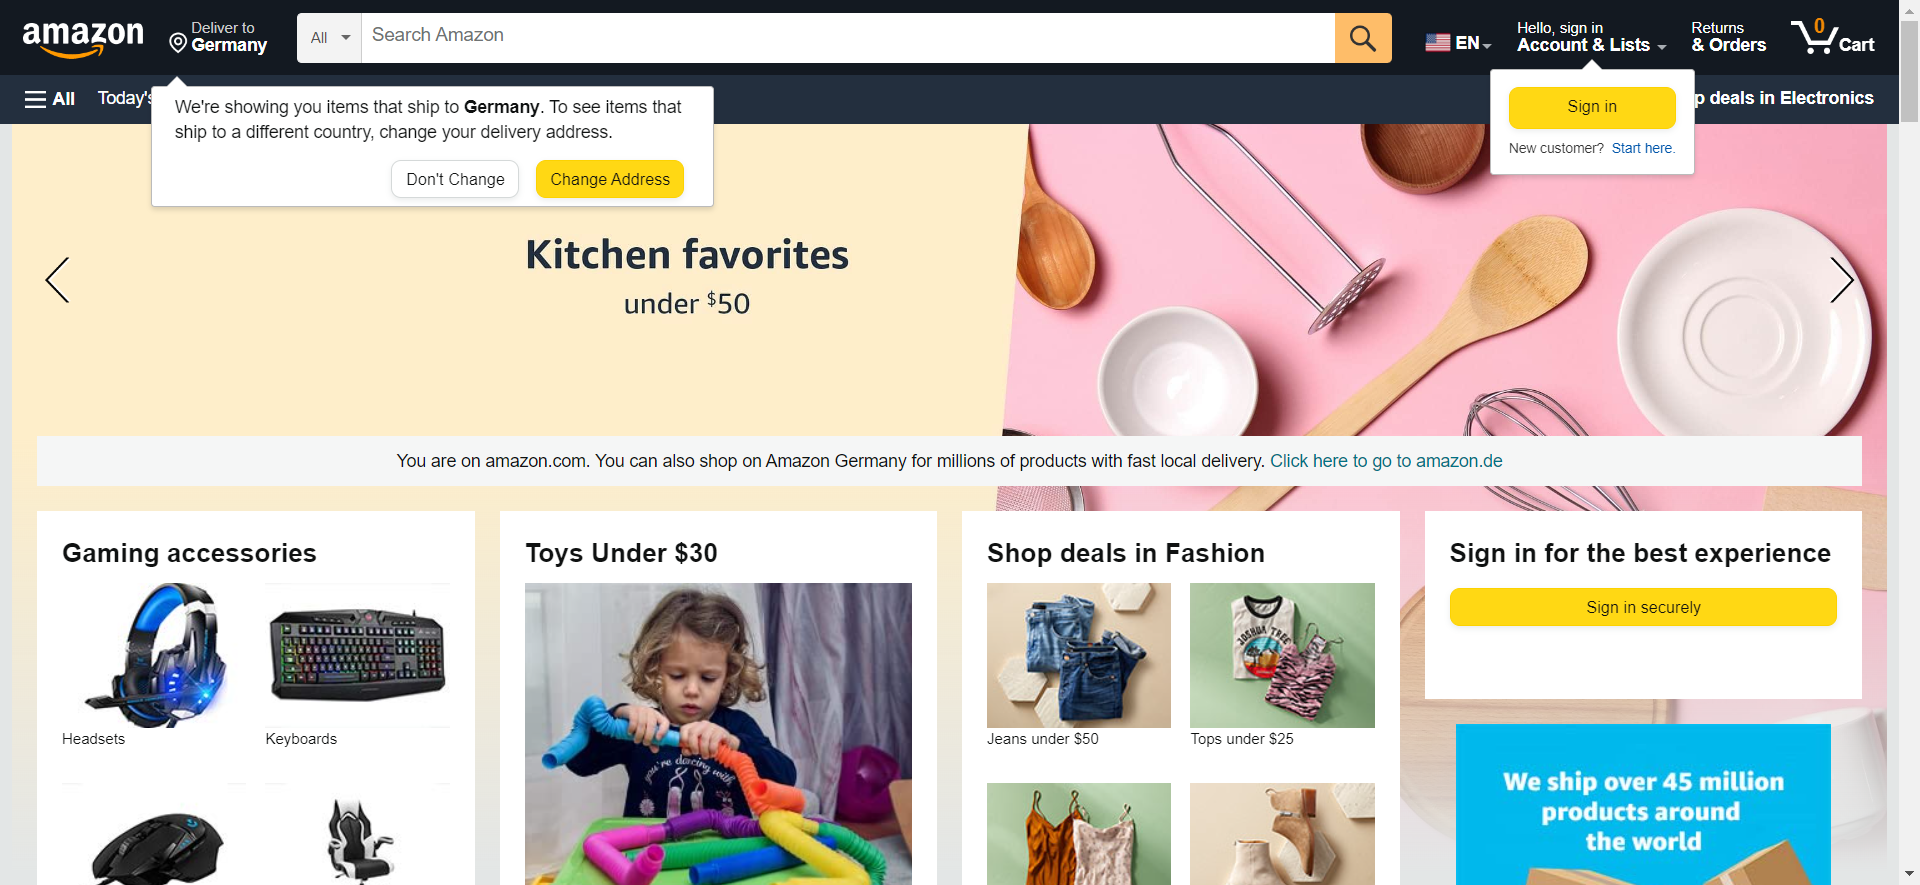 amazon
Deliver to
Germany
All
Search Amazon
EN
Hello, sign in
Account & Lists
Returns
& Orders
0
Cart
All
Today's
p deals in Electronics
We're showing you items that ship to Germany. To see items that
ship to a different country, change your delivery address.
Don't Change
Change Address
Sign in
New customer? Start here.
Kitchen favorites
under $50
You are on amazon.com. You can also shop on Amazon Germany for millions of products with fast local delivery. Click here to go to amazon.de
Gaming accessories
Headsets
Keyboards
Toys Under $30
you're dancing with
Shop deals in Fashion
JOSHUA TREE
Jeans under $50
Tops under $25
Sign in for the best experience
Sign in securely
We ship over 45 million
products around
the world